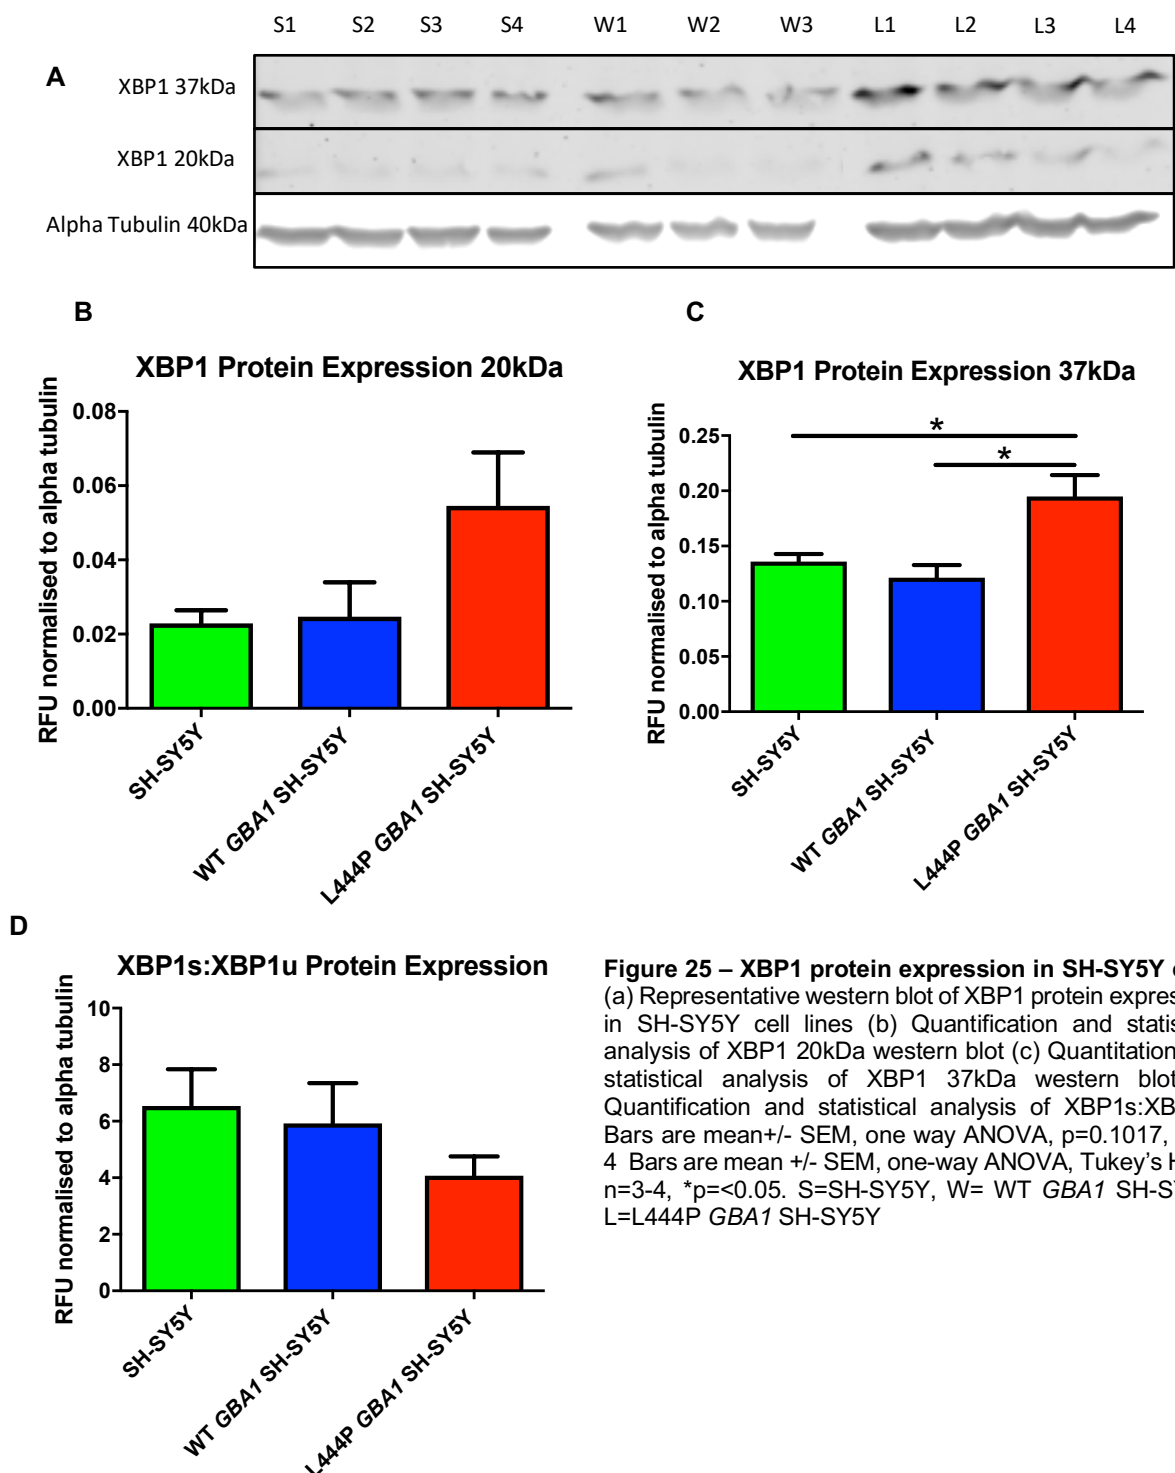 S1 S2 S3 S4 W1 W2 W3 L1 L2 L3 L4
A
XBP1 37kDa
XBP1 20kDa
Alpha Tubulin 40kDa
B
XBP1 Protein Expression 20kDa
RFU normalised to alpha tubulin
0.08
0.06
0.04
0.02
0.00
SH-SY5Y
WT GBA1 SH-SY5Y
L444P GBA1 SH-SY5Y
C
XBP1 Protein Expression 37kDa
RFU normalised to alpha tubulin
0.25
0.20
0.15
0.10
0.05
0.00
*
*
SH-SY5Y
WT GBA1 SH-SY5Y
L444P GBA1 SH-SY5Y
D
XBP1s:XBP1u Protein Expression
RFU normalised to alpha tubulin
10
8
6
4
2
0
SH-SY5Y
WT GBA1 SH-SY5Y
L444P GBA1 SH-SY5Y
Figure 25 – XBP1 protein expression in SH-SY5Y
(a) Representative western blot of XBP1 protein
in SH-SY5Y cell lines (b) Quantification and
analysis of XBP1 20kDa western blot (c) Quantitation
statistical analysis of XBP1 37kDa western blot
Quantification and statistical analysis of
Bars are mean+/- SEM, one way ANOVA, p=0.1017,
4 Bars are mean +/- SEM, one-way ANOVA, Tukey's
n=3-4, *p=<0.05. S=SH-SY5Y, W= WT GBA1
L=L444P GBA1 SH-SY5Y